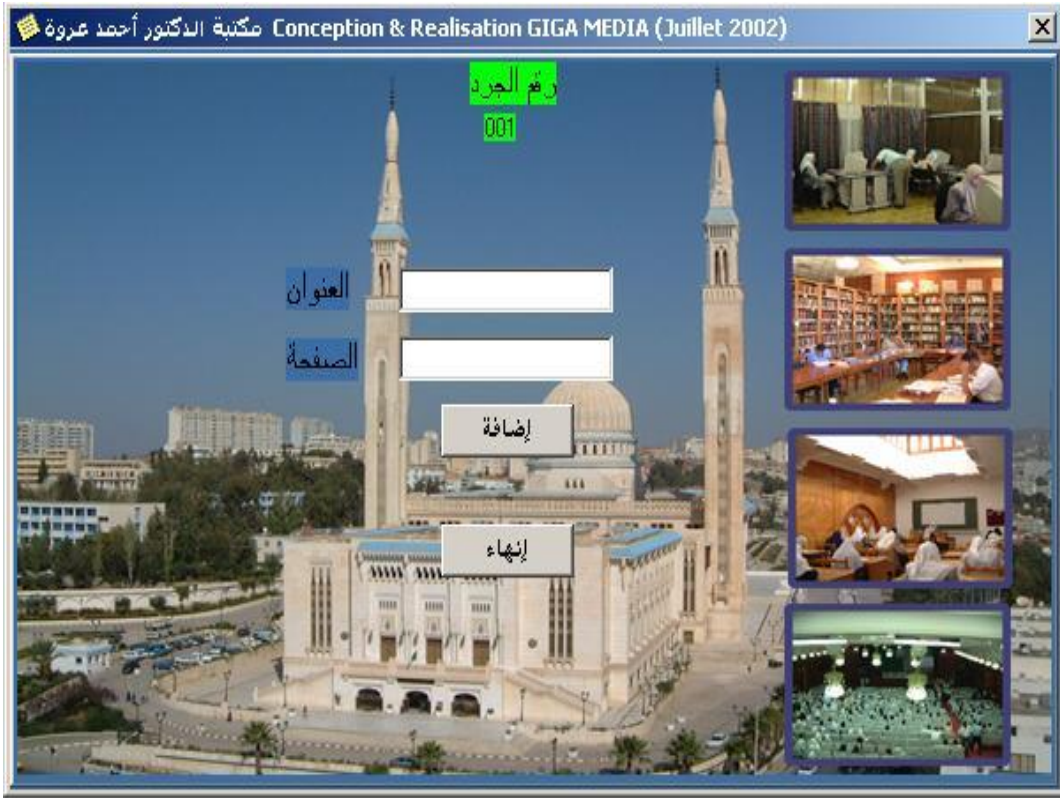 مكتبة الدكتور أحمد عروة Conception & Realisation GIGA MEDIA (Juillet 2002)
رقم الجرد
001
العنوان
الصفحة
إضافة
إنهاء